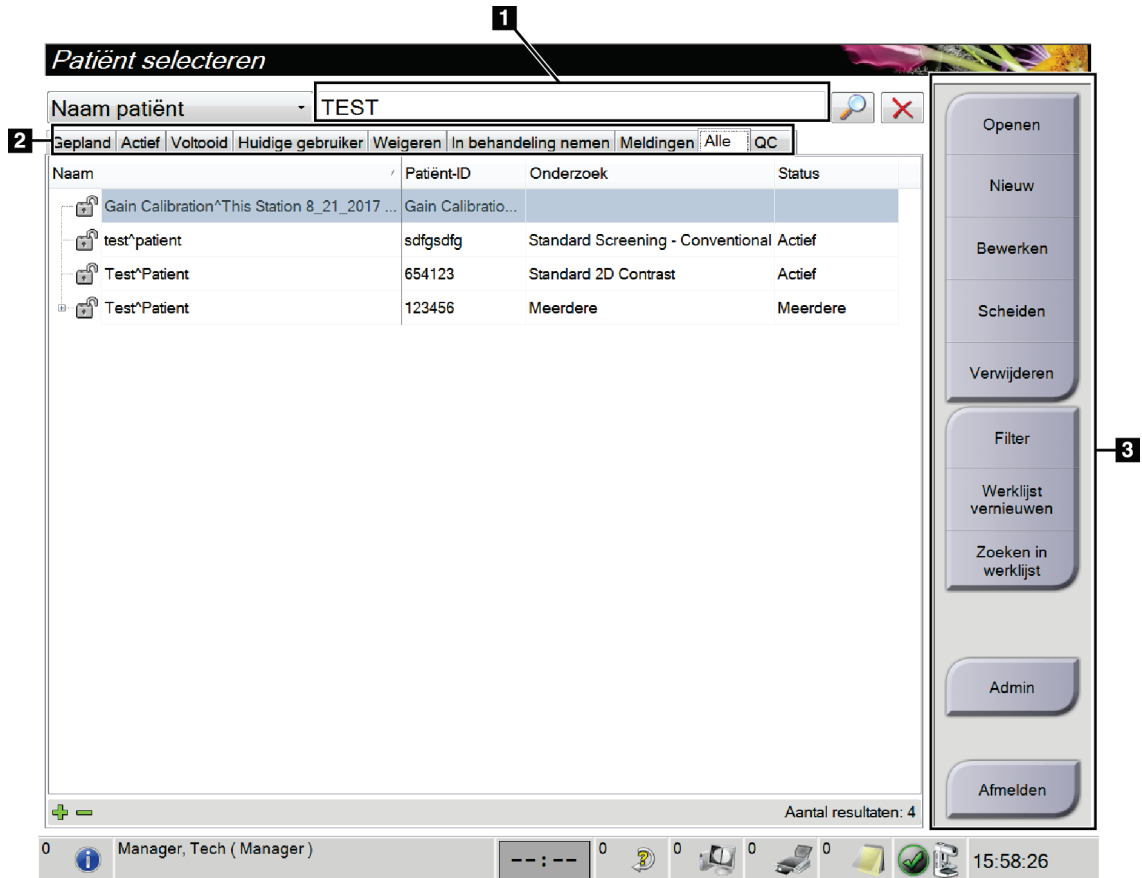 1
Patiënt selecteren
Naam patiënt TEST
2
Gepland Actief Voltooid Huidige gebruiker Weigeren In behandeling nemen Meldingen Alle QC
Naam Patiënt-ID Onderzoek Status
Gain Calibration^This Station 8_21_2017 ... Gain Calibratio...
test^patient sdfgsdfg Standard Screening - Conventional Actief
Test^Patient 654123 Standard 2D Contrast Actief
Test^Patient 123456 Meerdere Meerdere
Aantal resultaten: 4
Openen
Nieuw
Bewerken
Scheiden
Verwijderen
Filter
3
Werklijst
vernieuwen
Zoeken in
werklijst
Admin
Afmelden
0 Manager, Tech ( Manager ) --:-- 0 0 0 0 15:58:26